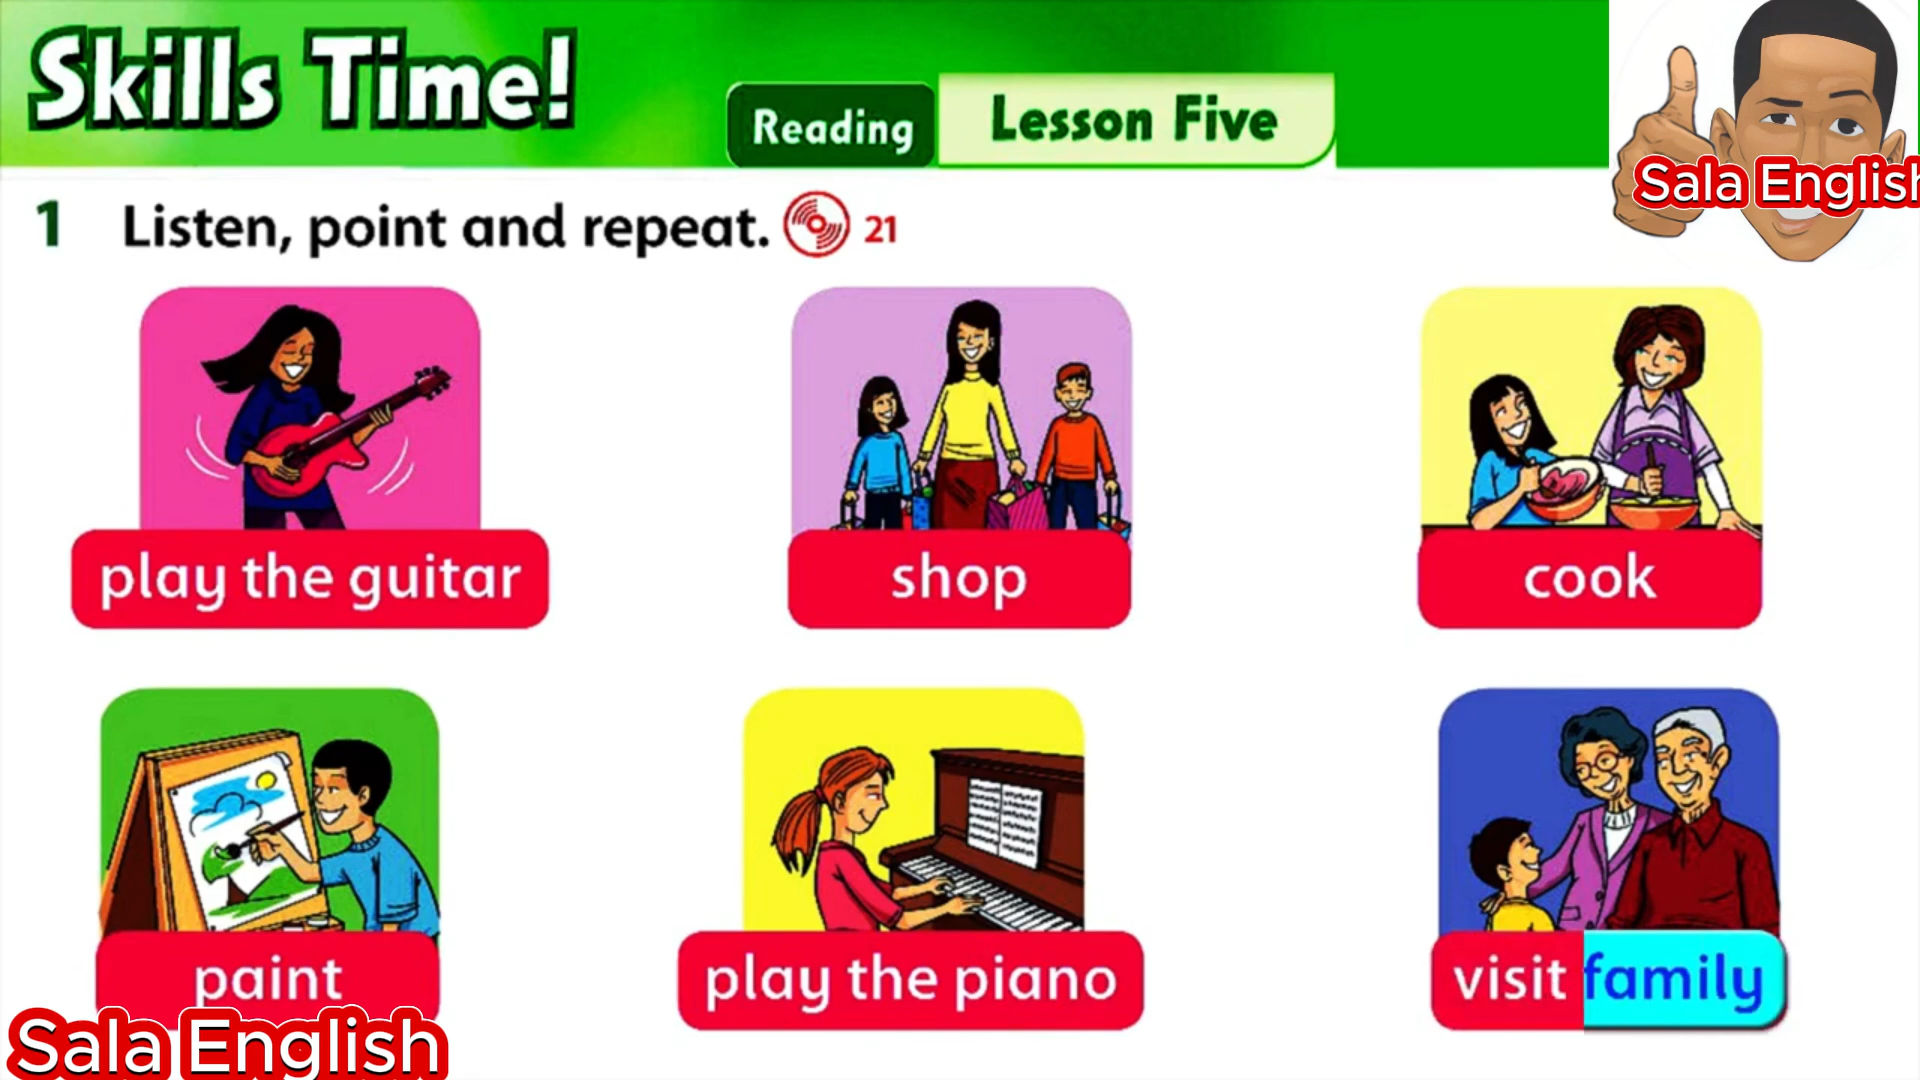 Skills Time!
Reading
Lesson Five
Sala English
1 Listen, point and repeat. 21
play the guitar
shop
cook
paint
play the piano
visit family
Sala English